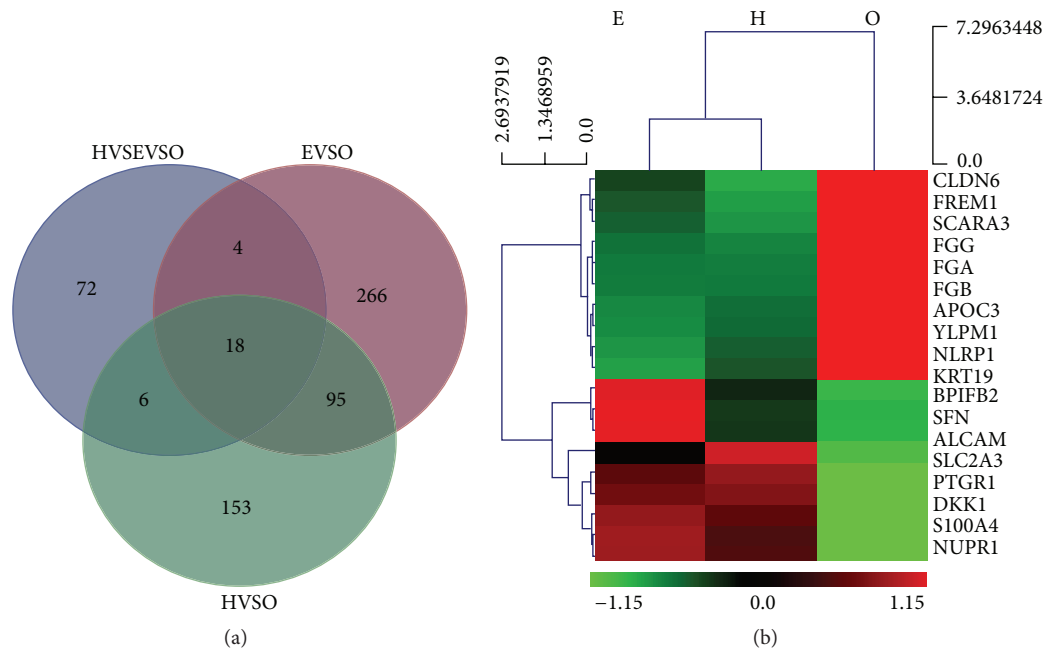 HVSEVSO
EVSO
4
72
266
18
6
95
153
HVSO
(a)
E H O
2.6937919
1.3468959
0.0
7.2963448
3.6481724
0.0
CLDN6
FREM1
SCARA3
FGG
FGA
FGB
APOC3
YLPM1
NLRP1
KRT19
BPIFB2
SFN
ALCAM
SLC2A3
PTGR1
DKK1
S100A4
NUPR1
−1.15 0.0 1.15
(b)